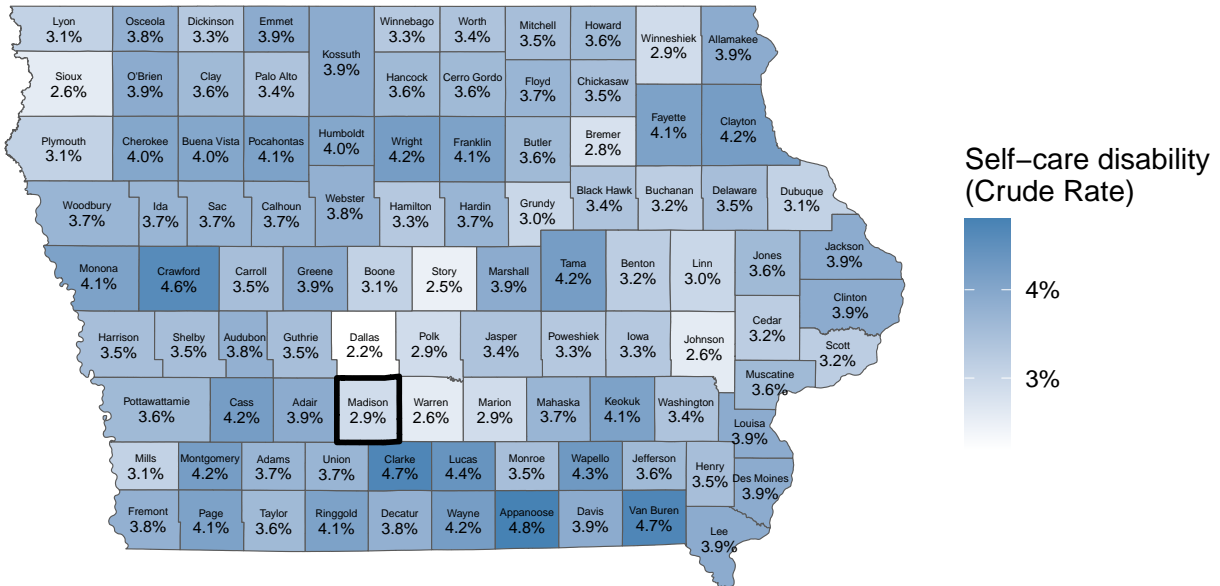 Lyon
3.1%
Osceola
3.8%
Dickinson
3.3%
Emmet
3.9%
Kossuth
3.9%
Winnebago
3.3%
Worth
3.4%
Mitchell
3.5%
Howard
3.6%
Winneshiek
2.9%
Allamakee
3.9%
Sioux
2.6%
O'Brien
3.9%
Clay
3.6%
Palo Alto
3.4%
Hancock
3.6%
Cerro Gordo
3.6%
Floyd
3.7%
Chickasaw
3.5%
Fayette
4.1%
Clayton
4.2%
Plymouth
3.1%
Cherokee
4.0%
Buena Vista
4.0%
Pocahontas
4.1%
Humboldt
4.0%
Wright
4.2%
Franklin
4.1%
Butler
3.6%
Bremer
2.8%
Woodbury
3.7%
Ida
3.7%
Sac
3.7%
Calhoun
3.7%
Webster
3.8%
Hamilton
3.3%
Hardin
3.7%
Grundy
3.0%
Black Hawk
3.4%
Buchanan
3.2%
Delaware
3.5%
Dubuque
3.1%
Monona
4.1%
Crawford
4.6%
Carroll
3.5%
Greene
3.9%
Boone
3.1%
Story
2.5%
Marshall
3.9%
Tama
4.2%
Benton
3.2%
Linn
3.0%
Jones
3.6%
Jackson
3.9%
Clinton
3.9%
Harrison
3.5%
Shelby
3.5%
Audubon
3.8%
Guthrie
3.5%
Dallas
2.2%
Polk
2.9%
Jasper
3.4%
Poweshiek
3.3%
Iowa
3.3%
Johnson
2.6%
Cedar
3.2%
Scott
3.2%
Muscatine
3.6%
Pottawattamie
3.6%
Cass
4.2%
Adair
3.9%
Madison
2.9%
Warren
2.6%
Marion
2.9%
Mahaska
3.7%
Keokuk
4.1%
Washington
3.4%
Louisa
3.9%
Mills
3.1%
Montgomery
4.2%
Adams
3.7%
Union
3.7%
Clarke
4.7%
Lucas
4.4%
Monroe
3.5%
Wapello
4.3%
Jefferson
3.6%
Henry
3.5%
Des Moines
3.9%
Fremont
3.8%
Page
4.1%
Taylor
3.6%
Ringgold
4.1%
Decatur
3.8%
Wayne
4.2%
Appanoose
4.8%
Davis
3.9%
Van Buren
4.7%
Lee
3.9%
Self−care disability
(Crude Rate)
4%
3%